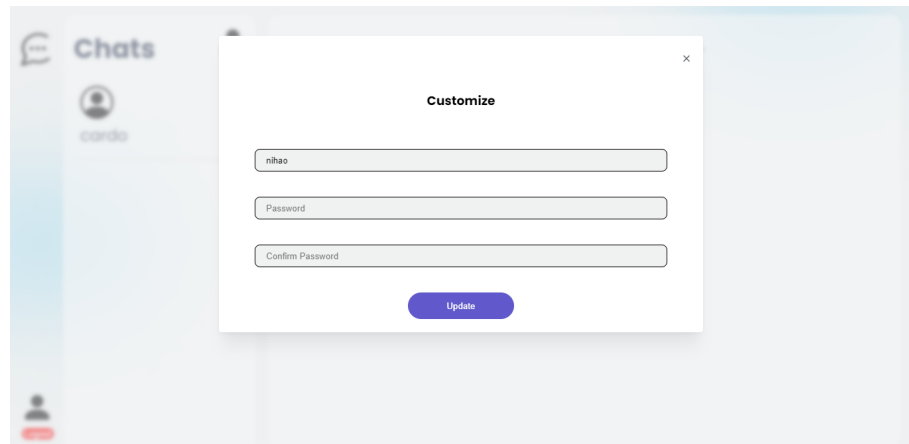 Chats
cardo
×
Customize
nihao
Password
Confirm Password
Update